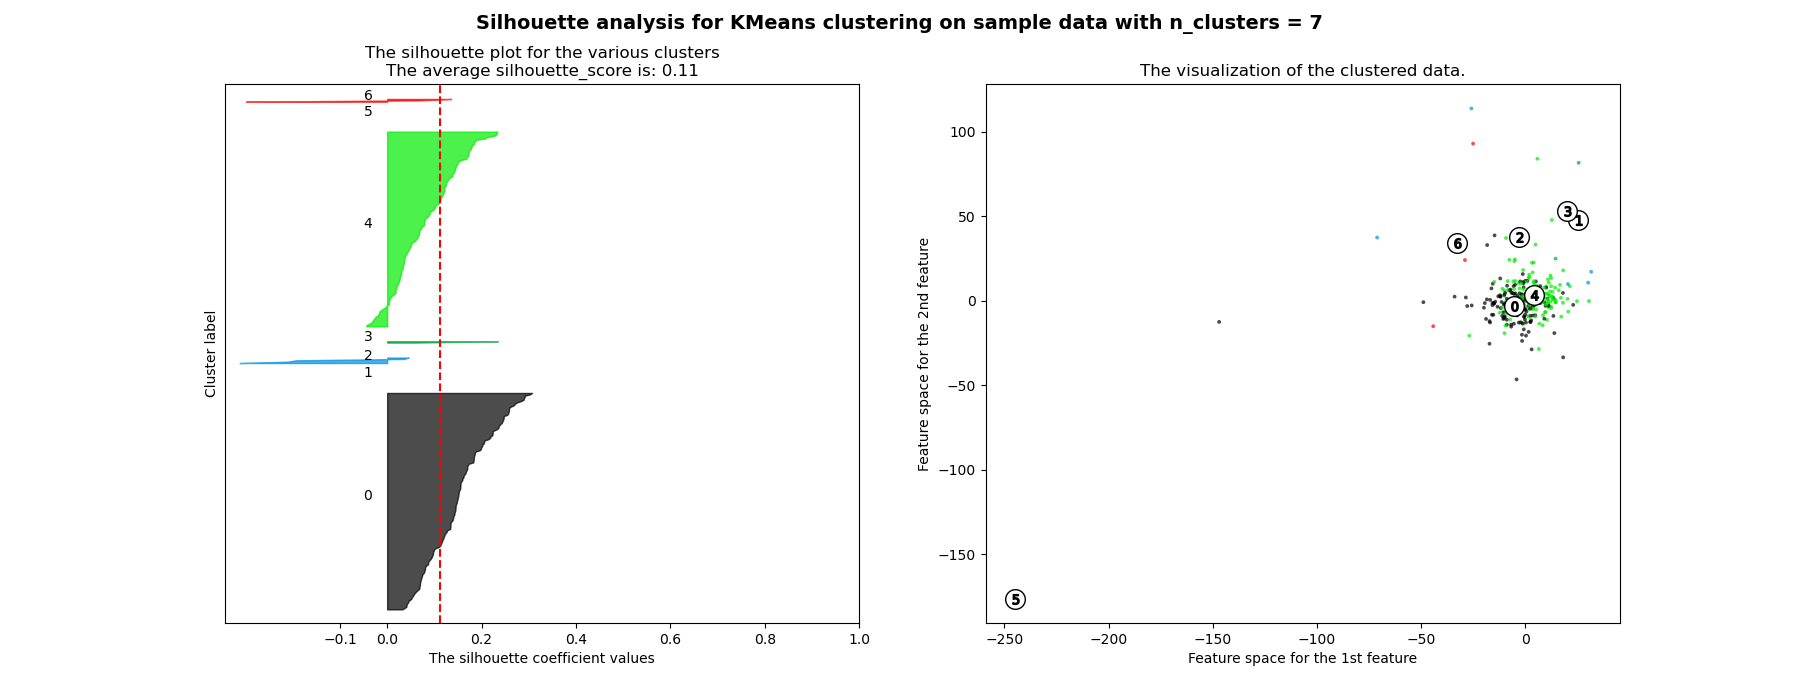 Silhouette analysis for KMeans clustering on sample data with n_clusters = 7
The silhouette plot for the various clusters
The average silhouette_score is: 0.11
6
5
4
3
2
1
0
Cluster label
−0.1 0.0 0.2 0.4 0.6 0.8 1.0
The silhouette coefficient values
The visualization of the clustered data.
100
50
0
−50
−100
−150
Feature space for the 2nd feature
3
1
2
6
4
0
5
−250 −200 −150 −100 −50 0
Feature space for the 1st feature